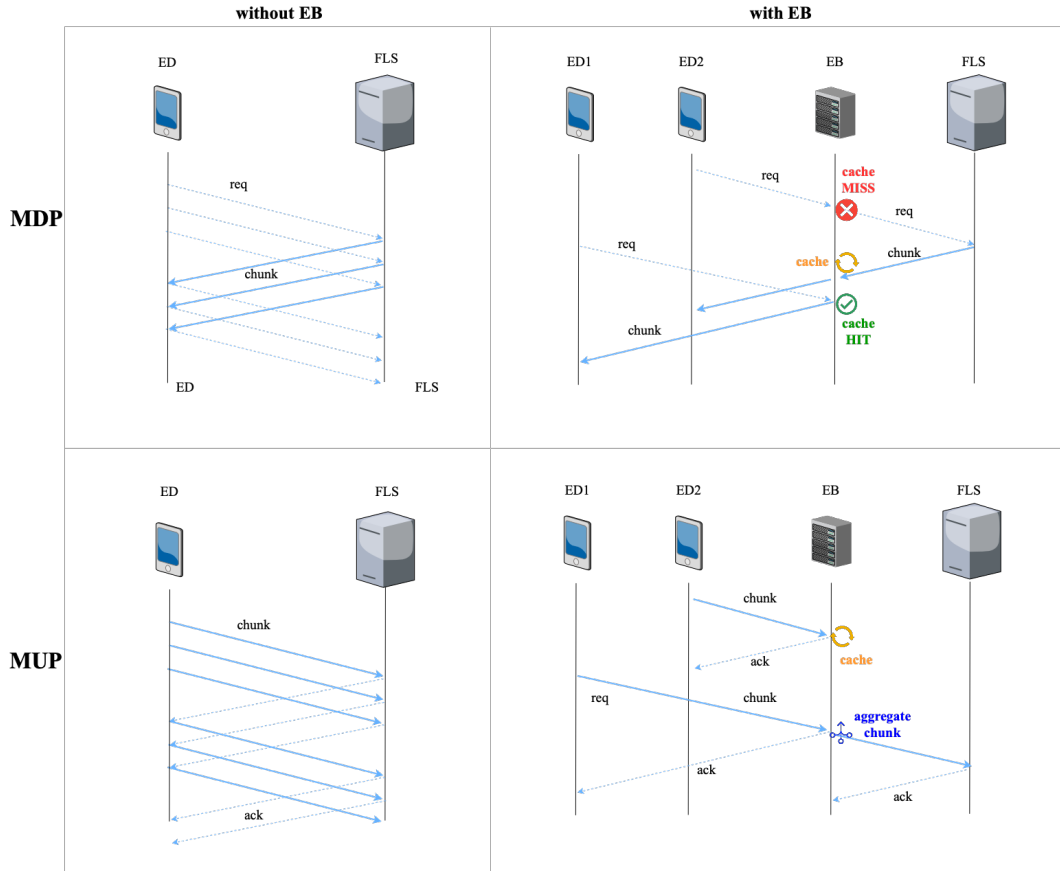 without EB
with EB
MDP
ED
FLS
req
chunk
ED
FLS
ED1
ED2
EB
FLS
req
cache
MISS
req
req
cache
chunk
chunk
cache
HIT
MUP
ED
FLS
chunk
ack
ED1
ED2
EB
FLS
chunk
ack
cache
req
chunk
aggregate
chunk
ack
ack